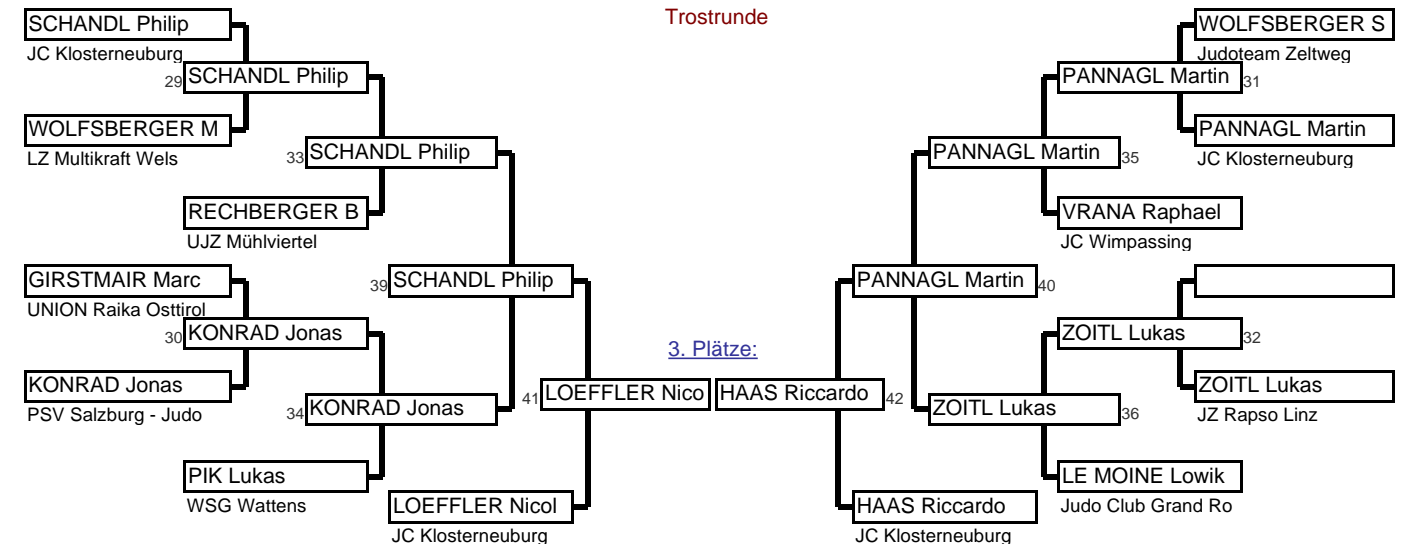 Trostrunde
SCHANDL Philip
JC Klosterneuburg
29 SCHANDL Philip
WOLFSBERGER M
LZ Multikraft Wels
33 SCHANDL Philip
RECHBERGER B
UJZ Mühlviertel
GIRSTMAIR Marc
UNION Raika Osttirol
39 SCHANDL Philip
30 KONRAD Jonas
KONRAD Jonas
PSV Salzburg - Judo
34 KONRAD Jonas
PIK Lukas
WSG Wattens
41 LOEFFLER Nico
LOEFFLER Nicol
JC Klosterneuburg
3. Plätze:
WOLFSBERGER S
Judoteam Zeltweg
PANNAGL Martin 31
PANNAGL Martin
JC Klosterneuburg
PANNAGL Martin 35
VRANA Raphael
JC Wimpassing
PANNAGL Martin 40
ZOITL Lukas 32
ZOITL Lukas
JZ Rapso Linz
HAAS Riccardo 42
ZOITL Lukas 36
LE MOINE Lowik
Judo Club Grand Ro
HAAS Riccardo
JC Klosterneuburg